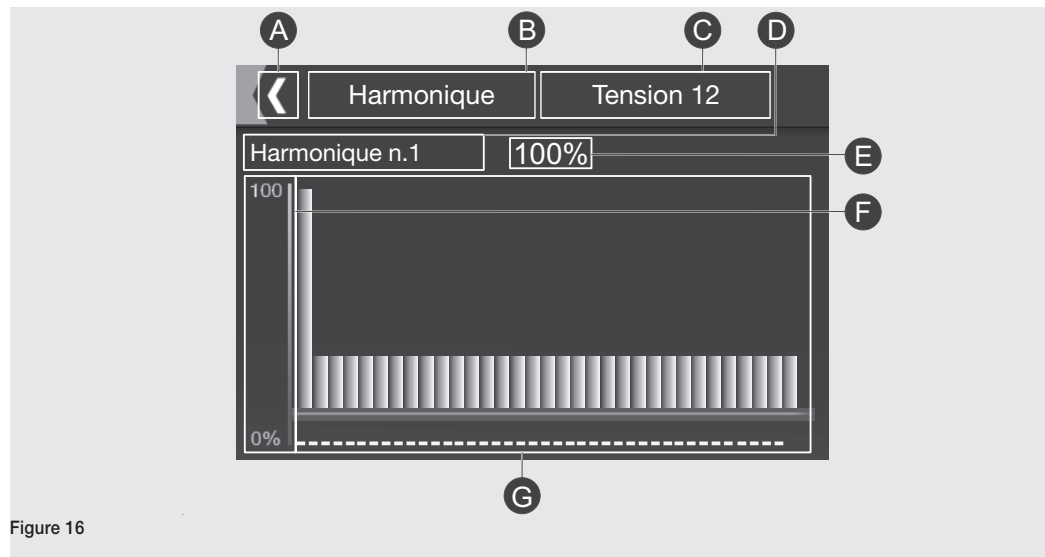 A B C D
❮ Harmonique Tension 12
Harmonique n.1 100% E
100 F
0%
G
Figure 16